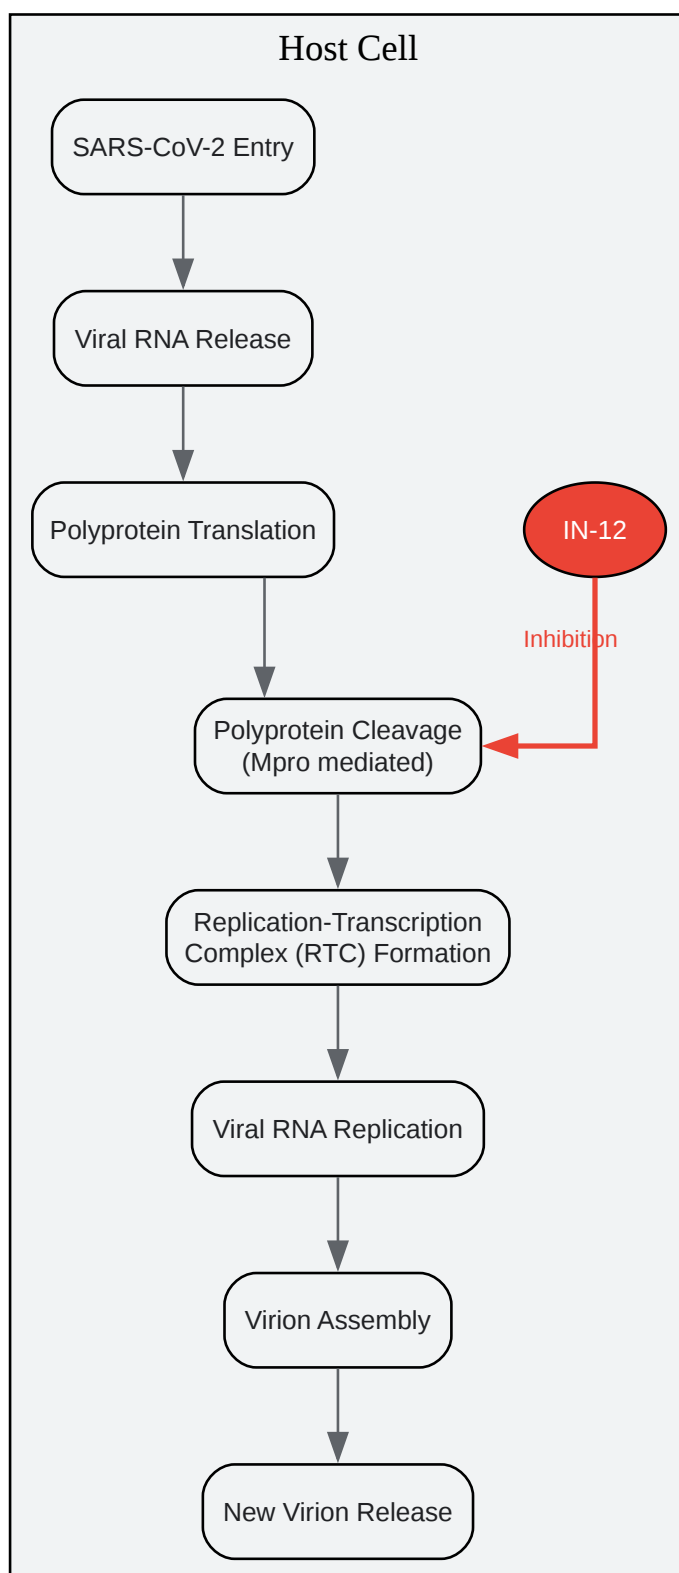 Host Cell
SARS-CoV-2 Entry
Viral RNA Release
Polyprotein Translation
IN-12
Inhibition
Polyprotein Cleavage
(Mpro mediated)
Replication-Transcription
Complex (RTC) Formation
Viral RNA Replication
Virion Assembly
New Virion Release